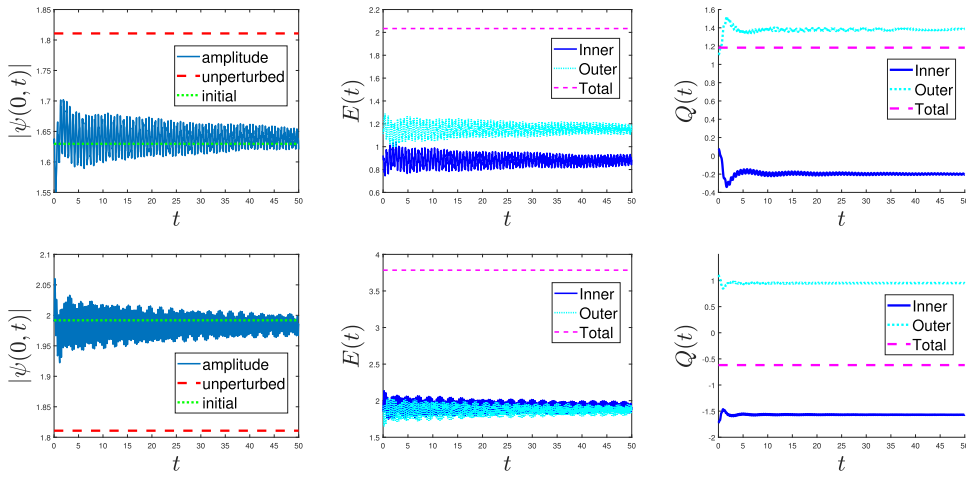 1.85
1.8
1.75
1.7
1.65
1.6
1.55
|ψ(0, t)|
amplitude
unperturbed
initial
0 5 10 15 20 25 30 35 40 45 50
t
2.2
2
1.8
1.6
1.4
1.2
1
0.8
0.6
E(t)
Inner
Outer
Total
0 5 10 15 20 25 30 35 40 45 50
t
1.6
1.4
1.2
1
0.8
0.6
0.4
0.2
0
-0.2
-0.4
Q(t)
Inner
Outer
Total
0 5 10 15 20 25 30 35 40 45 50
t
2.1
2.05
2
1.95
1.9
1.85
1.8
|ψ(0, t)|
amplitude
unperturbed
initial
0 5 10 15 20 25 30 35 40 45 50
t
4
3.5
3
2.5
2
1.5
E(t)
Inner
Outer
Total
0 5 10 15 20 25 30 35 40 45 50
t
1
0.5
0
-0.5
-1
-1.5
-2
Q(t)
Inner
Outer
Total
0 5 10 15 20 25 30 35 40 45 50
t